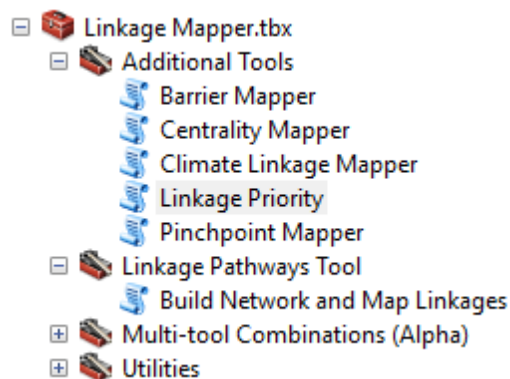 Linkage Mapper.tbx
Additional Tools
Barrier Mapper
Centrality Mapper
Climate Linkage Mapper
Linkage Priority
Pinchpoint Mapper
Linkage Pathways Tool
Build Network and Map Linkages
Multi-tool Combinations (Alpha)
Utilities